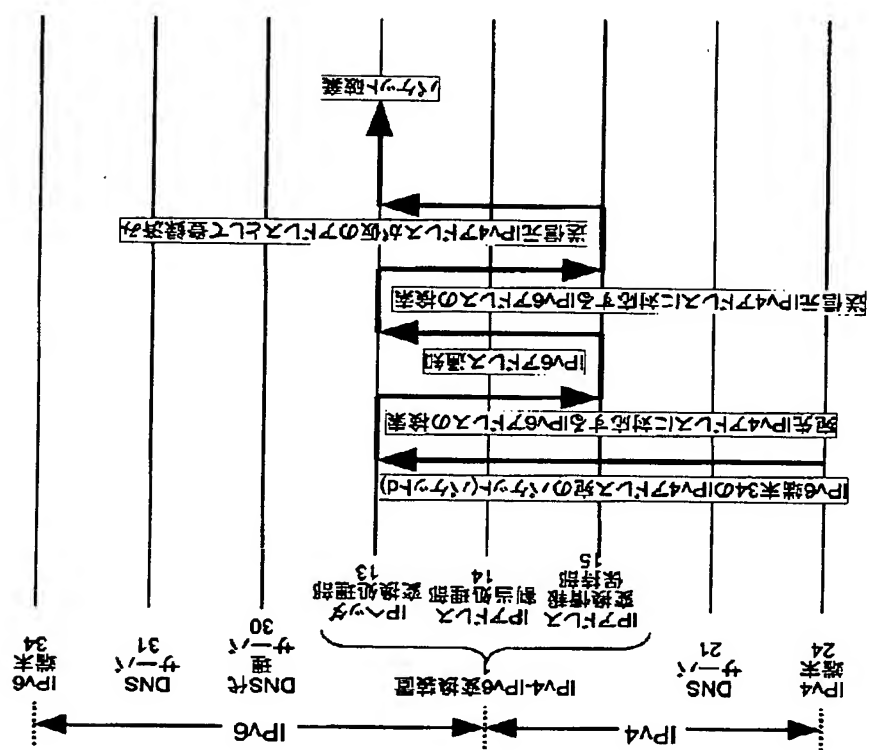 IPv4
IPv6
IPv4
端末
24
DNS
サーバ
21
IPv4-IPv6変換装置
IPアドレス
変換情報
保持部
15
IPアドレス
割当処理部
14
IPヘッダ
変換処理部
13
DNS代
理
サーバ
30
DNS
サーバ
31
IPv6
端末
34
IPv6端末34のIPv4アドレス宛のパケット(パケットd)
宛先IPv4アドレスに対応するIPv6アドレスの検索
IPv6アドレス通知
送信元IPv4アドレスに対応するIPv6アドレスの検索
送信元IPv4アドレスが仮のアドレスとして登録済み
パケット破棄